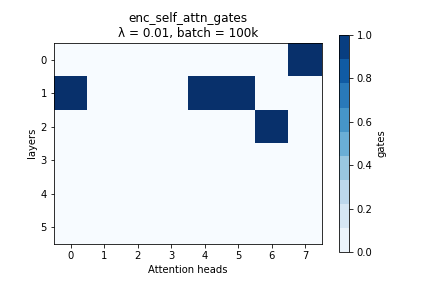 enc_self_attn_gates
λ = 0.01, batch = 100k
layers
0
1
2
3
4
5
0 1 2 3 4 5 6 7
Attention heads
1.0
0.8
0.6
0.4
0.2
0.0
gates